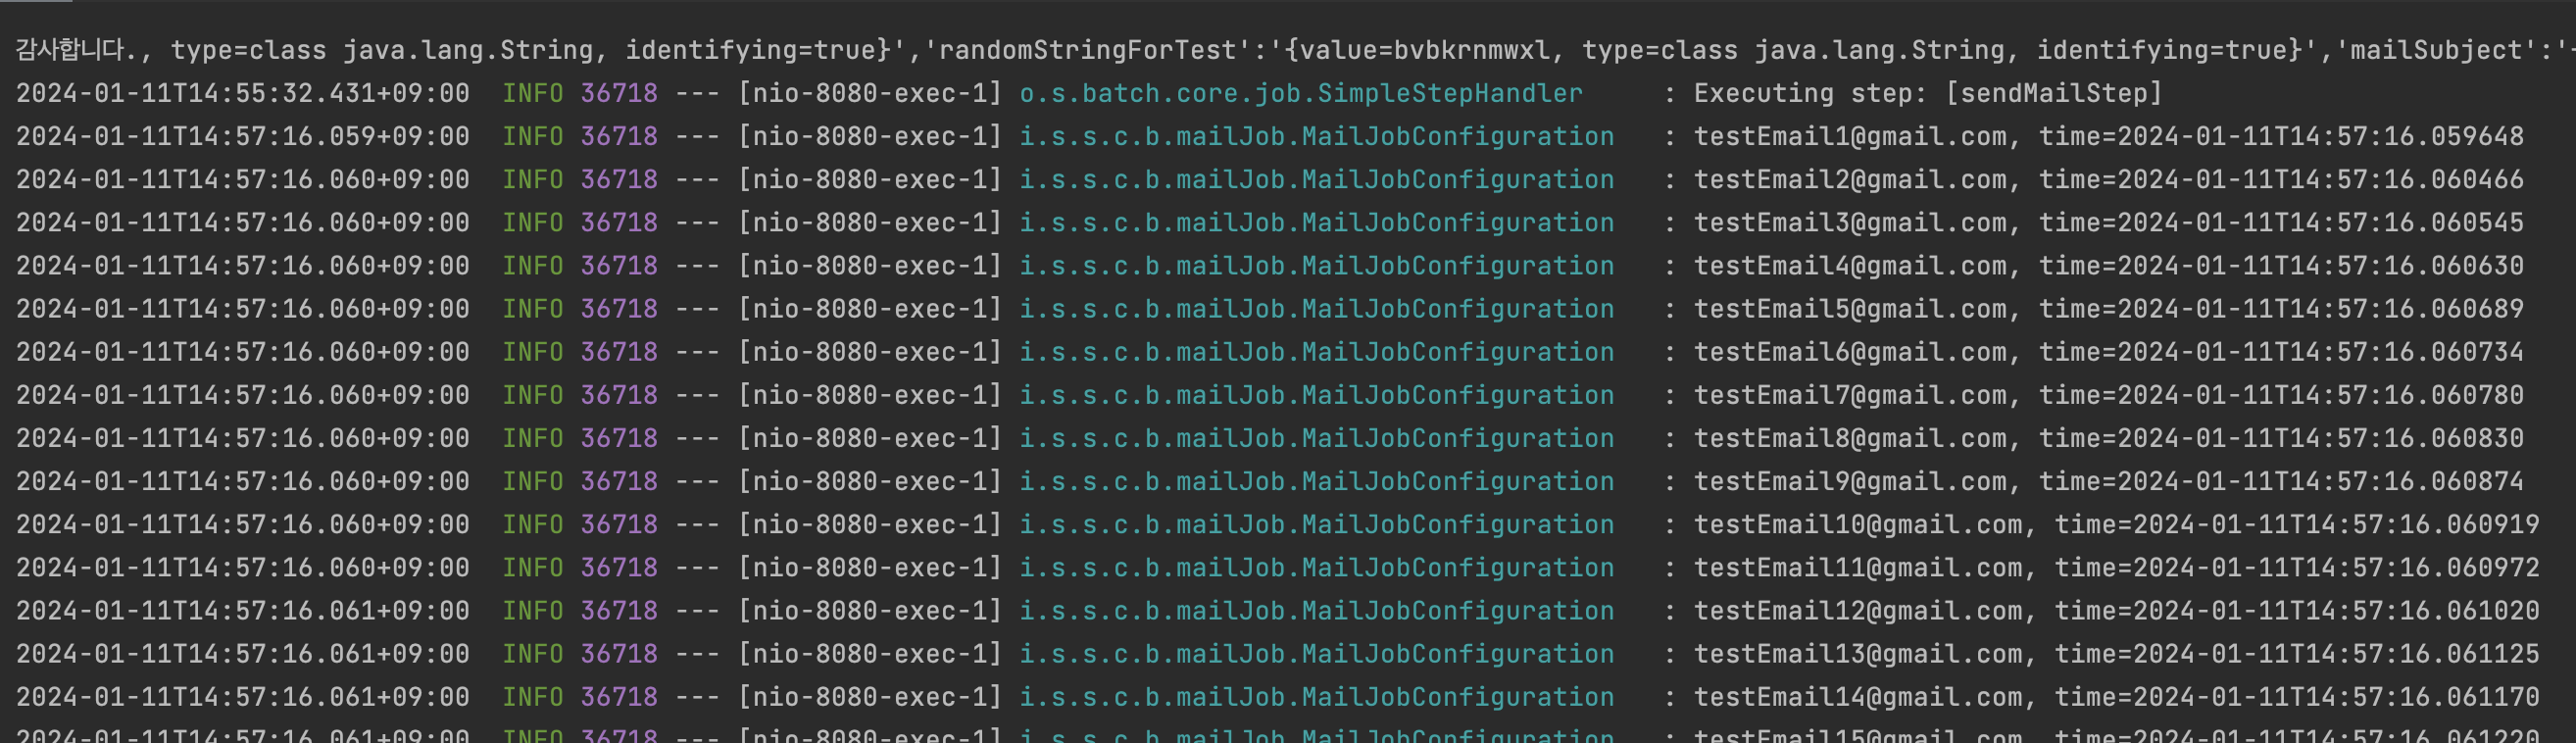 감사합니다., type=class java.lang.String, identifying=true}','randomStringForTest':'{value=bvbkrnmwxl, type=class java.lang.String, identifying=true}','mailSubject':'
2024-01-11T14:55:32.431+09:00  INFO 36718 --- [nio-8080-exec-1] o.s.batch.core.job.SimpleStepHandler     : Executing step: [sendMailStep]
2024-01-11T14:57:16.059+09:00  INFO 36718 --- [nio-8080-exec-1] i.s.s.c.b.mailJob.MailJobConfiguration   : testEmail1@gmail.com, time=2024-01-11T14:57:16.059648
2024-01-11T14:57:16.060+09:00  INFO 36718 --- [nio-8080-exec-1] i.s.s.c.b.mailJob.MailJobConfiguration   : testEmail2@gmail.com, time=2024-01-11T14:57:16.060466
2024-01-11T14:57:16.060+09:00  INFO 36718 --- [nio-8080-exec-1] i.s.s.c.b.mailJob.MailJobConfiguration   : testEmail3@gmail.com, time=2024-01-11T14:57:16.060545
2024-01-11T14:57:16.060+09:00  INFO 36718 --- [nio-8080-exec-1] i.s.s.c.b.mailJob.MailJobConfiguration   : testEmail4@gmail.com, time=2024-01-11T14:57:16.060630
2024-01-11T14:57:16.060+09:00  INFO 36718 --- [nio-8080-exec-1] i.s.s.c.b.mailJob.MailJobConfiguration   : testEmail5@gmail.com, time=2024-01-11T14:57:16.060689
2024-01-11T14:57:16.060+09:00  INFO 36718 --- [nio-8080-exec-1] i.s.s.c.b.mailJob.MailJobConfiguration   : testEmail6@gmail.com, time=2024-01-11T14:57:16.060734
2024-01-11T14:57:16.060+09:00  INFO 36718 --- [nio-8080-exec-1] i.s.s.c.b.mailJob.MailJobConfiguration   : testEmail7@gmail.com, time=2024-01-11T14:57:16.060780
2024-01-11T14:57:16.060+09:00  INFO 36718 --- [nio-8080-exec-1] i.s.s.c.b.mailJob.MailJobConfiguration   : testEmail8@gmail.com, time=2024-01-11T14:57:16.060830
2024-01-11T14:57:16.060+09:00  INFO 36718 --- [nio-8080-exec-1] i.s.s.c.b.mailJob.MailJobConfiguration   : testEmail9@gmail.com, time=2024-01-11T14:57:16.060874
2024-01-11T14:57:16.060+09:00  INFO 36718 --- [nio-8080-exec-1] i.s.s.c.b.mailJob.MailJobConfiguration   : testEmail10@gmail.com, time=2024-01-11T14:57:16.060919
2024-01-11T14:57:16.060+09:00  INFO 36718 --- [nio-8080-exec-1] i.s.s.c.b.mailJob.MailJobConfiguration   : testEmail11@gmail.com, time=2024-01-11T14:57:16.060972
2024-01-11T14:57:16.061+09:00  INFO 36718 --- [nio-8080-exec-1] i.s.s.c.b.mailJob.MailJobConfiguration   : testEmail12@gmail.com, time=2024-01-11T14:57:16.061020
2024-01-11T14:57:16.061+09:00  INFO 36718 --- [nio-8080-exec-1] i.s.s.c.b.mailJob.MailJobConfiguration   : testEmail13@gmail.com, time=2024-01-11T14:57:16.061125
2024-01-11T14:57:16.061+09:00  INFO 36718 --- [nio-8080-exec-1] i.s.s.c.b.mailJob.MailJobConfiguration   : testEmail14@gmail.com, time=2024-01-11T14:57:16.061170
2024-01-11T14:57:16.061+09:00  INFO 36718 --- [nio-8080-exec-1] i.s.s.c.b.mailJob.MailJobConfiguration   : testEmail15@gmail.com, time=2024-01-11T14:57:16.061220